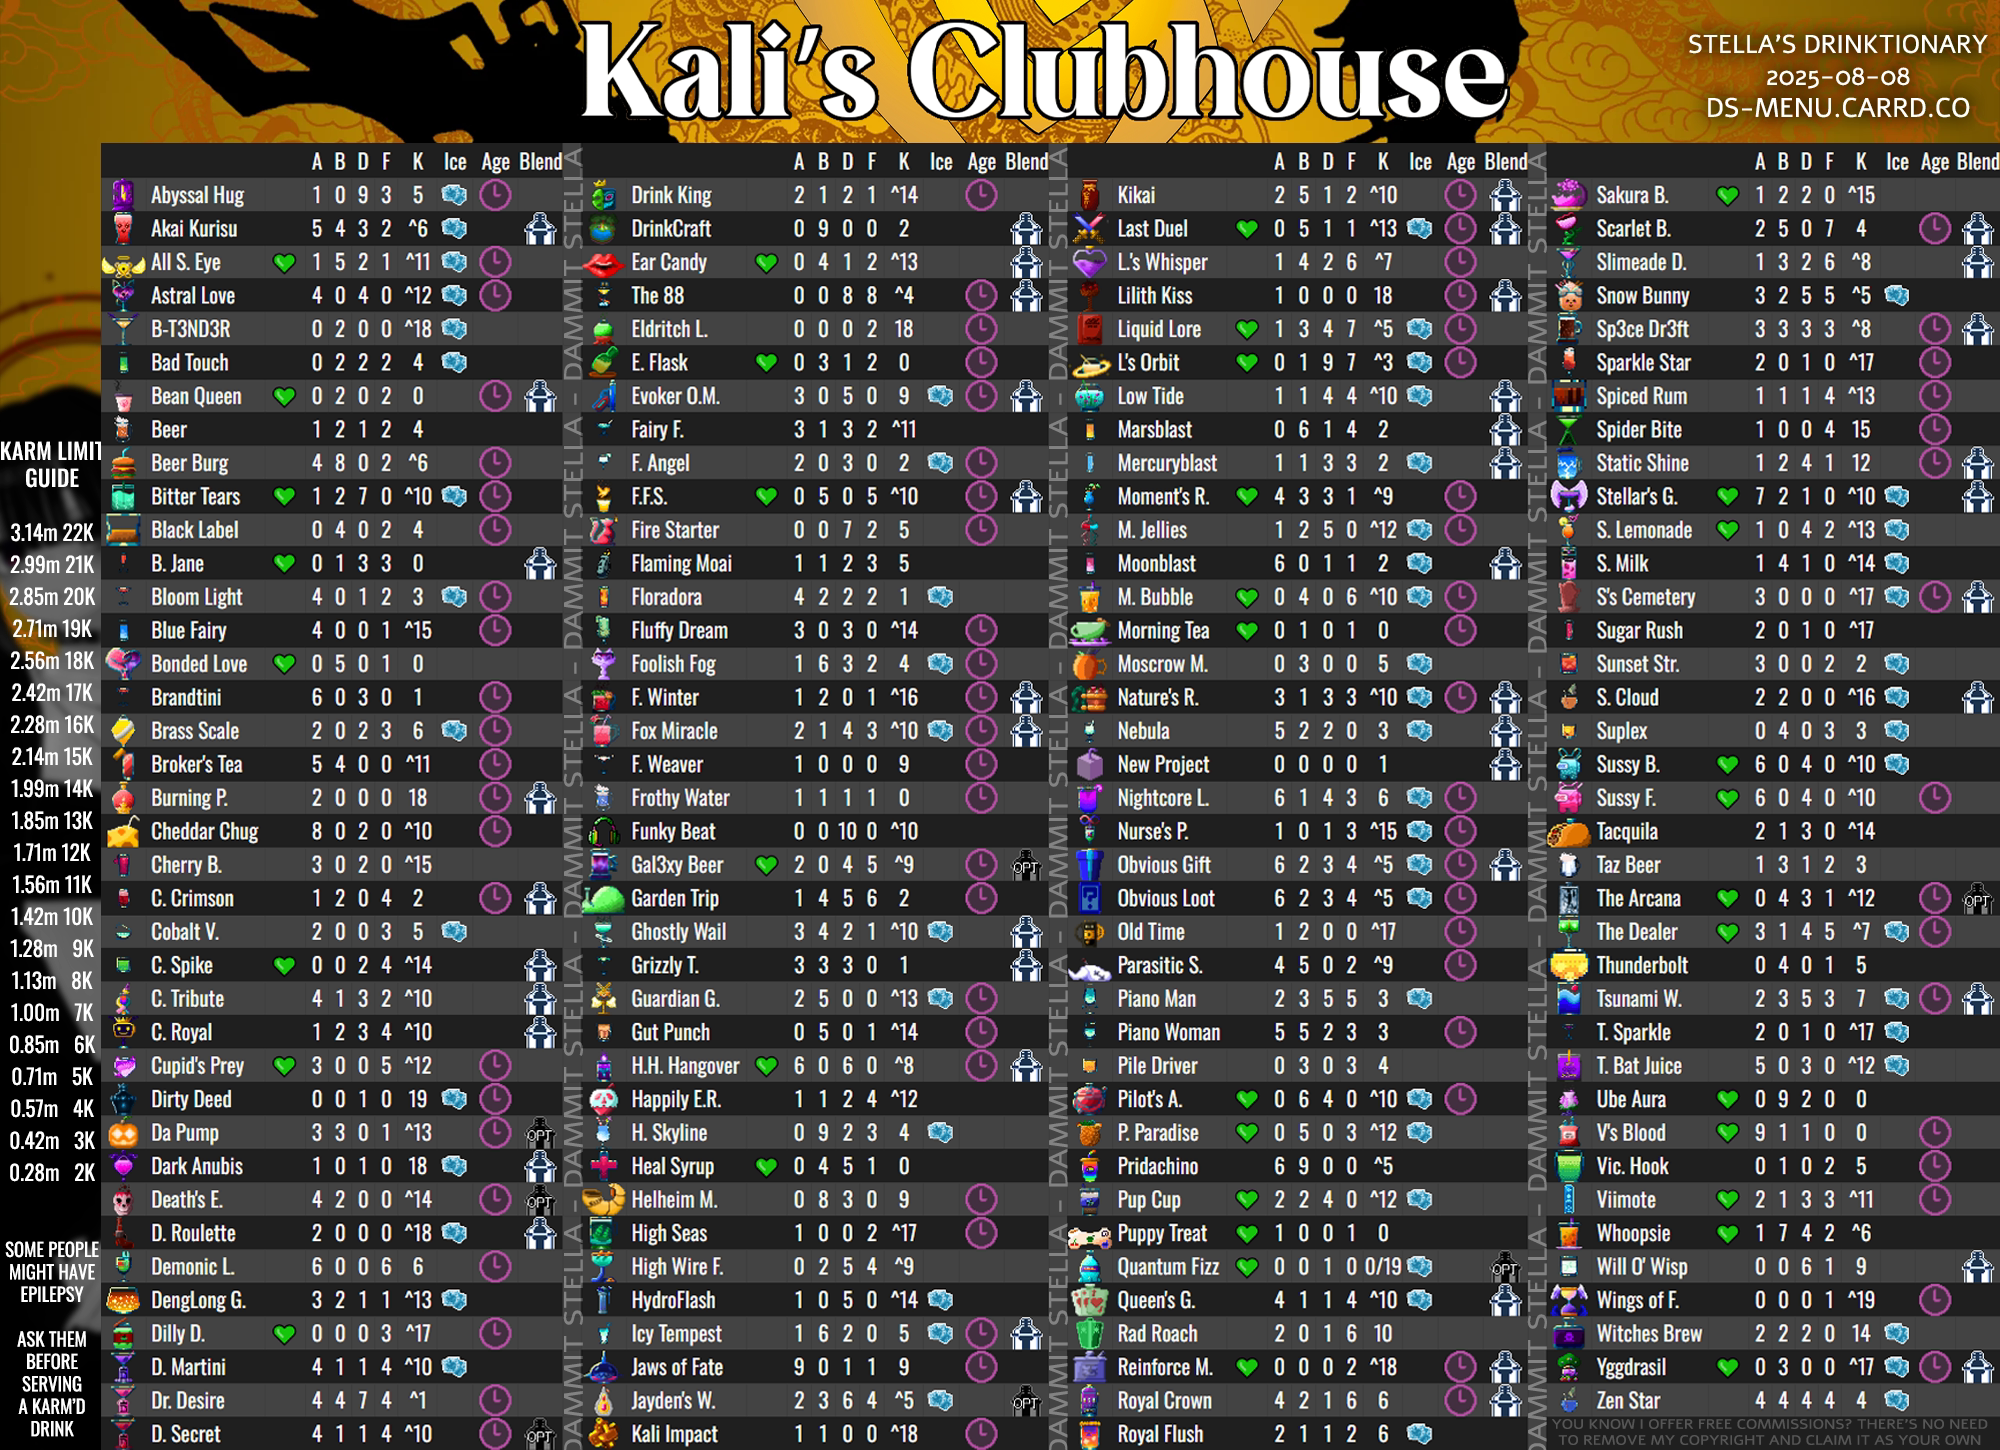 Kali's Clubhouse
STELLA'S DRINKTIONARY
2025-08-08
DS-MENU.CARRD.CO
KARM LIMIT
GUIDE
3.14m 22K
2.99m 21K
2.85m 20K
2.71m 19K
2.56m 18K
2.42m 17K
2.28m 16K
2.14m 15K
1.99m 14K
1.85m 13K
1.71m 12K
1.56m 11K
1.42m 10K
1.28m 9K
1.13m 8K
1.00m 7K
0.85m 6K
0.71m 5K
0.57m 4K
0.42m 3K
0.28m 2K
SOME PEOPLE
MIGHT HAVE
EPILEPSY
ASK THEM
BEFORE
SERVING
A KARM'D
DRINK
A B D F K Ice Age Blend
Abyssal Hug 1 0 9 3 5
Akai Kurisu 5 4 3 2 ^6
All S. Eye 1 5 2 1 ^11
Astral Love 4 0 4 0 ^12
B-T3ND3R 0 2 0 0 ^18
Bad Touch 0 2 2 2 4
Bean Queen 0 2 0 2 0
Beer 1 2 1 2 4
Beer Burg 4 8 0 2 ^6
Bitter Tears 1 2 7 0 ^10
Black Label 0 4 0 2 4
B. Jane 0 1 3 3 0
Bloom Light 4 0 1 2 3
Blue Fairy 4 0 0 1 ^15
Bonded Love 0 5 0 1 0
Brandtini 6 0 3 0 1
Brass Scale 2 0 2 3 6
Broker's Tea 5 4 0 0 ^11
Burning P. 2 0 0 0 18
Cheddar Chug 8 0 2 0 ^10
Cherry B. 3 0 2 0 ^15
C. Crimson 1 2 0 4 2
Cobalt V. 2 0 0 3 5
C. Spike 0 0 2 4 ^14
C. Tribute 4 1 3 2 ^10
C. Royal 1 2 3 4 ^10
Cupid's Prey 3 0 0 5 ^12
Dirty Deed 0 0 1 0 19
Da Pump 3 3 0 1 ^13 OPT
Dark Anubis 1 0 1 0 18
Death's E. 4 2 0 0 ^14 OPT
D. Roulette 2 0 0 0 ^18
Demonic L. 6 0 0 6 6
DengLong G. 3 2 1 1 ^13
Dilly D. 0 0 0 3 ^17
D. Martini 4 1 1 4 ^10
Dr. Desire 4 4 7 4 ^1
D. Secret 4 1 1 4 ^10 OPT
DAMMIT STELLA - DAMMIT STELLA - DAMMIT STELLA - DAMMIT STELLA
A B D F K Ice Age Blend
Drink King 2 1 2 1 ^14
DrinkCraft 0 9 0 0 2
Ear Candy 0 4 1 2 ^13
The 88 0 0 8 8 ^4
Eldritch L. 0 0 0 2 18
E. Flask 0 3 1 2 0
Evoker O.M. 3 0 5 0 9
Fairy F. 3 1 3 2 ^11
F. Angel 2 0 3 0 2
F.F.S. 0 5 0 5 ^10
Fire Starter 0 0 7 2 5
Flaming Moai 1 1 2 3 5
Floradora 4 2 2 2 1
Fluffy Dream 3 0 3 0 ^14
Foolish Fog 1 6 3 2 4
F. Winter 1 2 0 1 ^16
Fox Miracle 2 1 4 3 ^10
F. Weaver 1 0 0 0 9
Frothy Water 1 1 1 1 0
Funky Beat 0 0 10 0 ^10
Gal3xy Beer 2 0 4 5 ^9 OPT
Garden Trip 1 4 5 6 2
Ghostly Wail 3 4 2 1 ^10
Grizzly T. 3 3 3 0 1
Guardian G. 2 5 0 0 ^13
Gut Punch 0 5 0 1 ^14
H.H. Hangover 6 0 6 0 ^8
Happily E.R. 1 1 2 4 ^12
H. Skyline 0 9 2 3 4
Heal Syrup 0 4 5 1 0
Helheim M. 0 8 3 0 9
High Seas 1 0 0 2 ^17
High Wire F. 0 2 5 4 ^9
HydroFlash 1 0 5 0 ^14
Icy Tempest 1 6 2 0 5
Jaws of Fate 9 0 1 1 9
Jayden's W. 2 3 6 4 ^5 OPT
Kali Impact 1 1 0 0 ^18
DAMMIT STELLA - DAMMIT STELLA - DAMMIT STELLA - DAMMIT STELLA
A B D F K Ice Age Blend
Kikai 2 5 1 2 ^10
Last Duel 0 5 1 1 ^13
L.'s Whisper 1 4 2 6 ^7
Lilith Kiss 1 0 0 0 18
Liquid Lore 1 3 4 7 ^5
L's Orbit 0 1 9 7 ^3
Low Tide 1 1 4 4 ^10
Marsblast 0 6 1 4 2
Mercuryblast 1 1 3 3 2
Moment's R. 4 3 3 1 ^9
M. Jellies 1 2 5 0 ^12
Moonblast 6 0 1 1 2
M. Bubble 0 4 0 6 ^10
Morning Tea 0 1 0 1 0
Moscrow M. 0 3 0 0 5
Nature's R. 3 1 3 3 ^10
Nebula 5 2 2 0 3
New Project 0 0 0 0 1
Nightcore L. 6 1 4 3 6
Nurse's P. 1 0 1 3 ^15
Obvious Gift 6 2 3 4 ^5
Obvious Loot 6 2 3 4 ^5
Old Time 1 2 0 0 ^17
Parasitic S. 4 5 0 2 ^9
Piano Man 2 3 5 5 3
Piano Woman 5 5 2 3 3
Pile Driver 0 3 0 3 4
Pilot's A. 0 6 4 0 ^10
P. Paradise 0 5 0 3 ^12
Pridachino 6 9 0 0 ^5
Pup Cup 2 2 4 0 ^12
Puppy Treat 1 0 0 1 0
Quantum Fizz 0 0 1 0 0/19 OPT
Queen's G. 4 1 1 4 ^10
Rad Roach 2 0 1 6 10
Reinforce M. 0 0 0 2 ^18
Royal Crown 4 2 1 6 6
Royal Flush 2 1 1 2 6
DAMMIT STELLA - DAMMIT STELLA - DAMMIT STELLA - DAMMIT STELLA
A B D F K Ice Age Blend
Sakura B. 1 2 2 0 ^15
Scarlet B. 2 5 0 7 4
Slimeade D. 1 3 2 6 ^8
Snow Bunny 3 2 5 5 ^5
Sp3ce Dr3ft 3 3 3 3 ^8
Sparkle Star 2 0 1 0 ^17
Spiced Rum 1 1 1 4 ^13
Spider Bite 1 0 0 4 15
Static Shine 1 2 4 1 12
Stellar's G. 7 2 1 0 ^10
S. Lemonade 1 0 4 2 ^13
S. Milk 1 4 1 0 ^14
S's Cemetery 3 0 0 0 ^17
Sugar Rush 2 0 1 0 ^17
Sunset Str. 3 0 0 2 2
S. Cloud 2 2 0 0 ^16
Suplex 0 4 0 3 3
Sussy B. 6 0 4 0 ^10
Sussy F. 6 0 4 0 ^10
Tacquila 2 1 3 0 ^14
Taz Beer 1 3 1 2 3
The Arcana 0 4 3 1 ^12 OPT
The Dealer 3 1 4 5 ^7
Thunderbolt 0 4 0 1 5
Tsunami W. 2 3 5 3 7
T. Sparkle 2 0 1 0 ^17
T. Bat Juice 5 0 3 0 ^12
Ube Aura 0 9 2 0 0
V's Blood 9 1 1 0 0
Vic. Hook 0 1 0 2 5
Viimote 2 1 3 3 ^11
Whoopsie 1 7 4 2 ^6
Will O' Wisp 0 0 6 1 9
Wings of F. 0 0 0 1 ^19
Witches Brew 2 2 2 0 14
Yggdrasil 0 3 0 0 ^17
Zen Star 4 4 4 4 4
YOU KNOW I OFFER FREE COMMISSIONS? THERE'S NO NEED
TO REMOVE MY COPYRIGHT AND CLAIM IT AS YOUR OWN